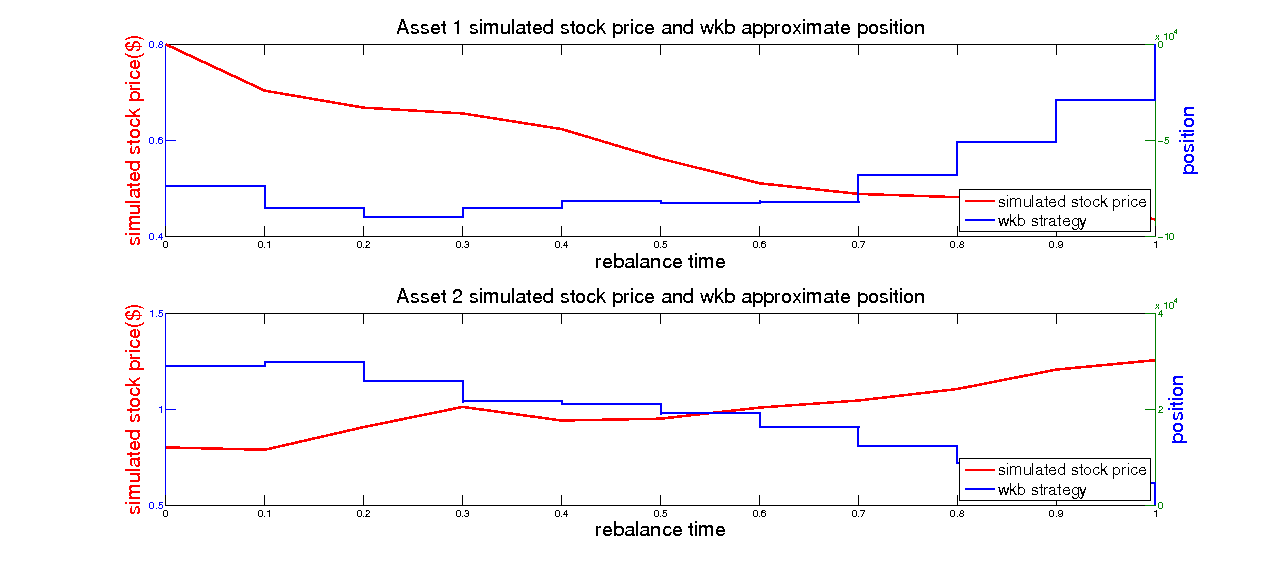 Asset 1 simulated stock price and wkb approximate position
x 10^4
0.8
0.6
0.4
simulated stock price($)
0
-5
-10
position
simulated stock price
wkb strategy
0 0.1 0.2 0.3 0.4 0.5 0.6 0.7 0.8 0.9 1
rebalance time
Asset 2 simulated stock price and wkb approximate position
x 10^4
1.5
1
0.5
simulated stock price($)
4
2
0
position
simulated stock price
wkb strategy
0 0.1 0.2 0.3 0.4 0.5 0.6 0.7 0.8 0.9 1
rebalance time